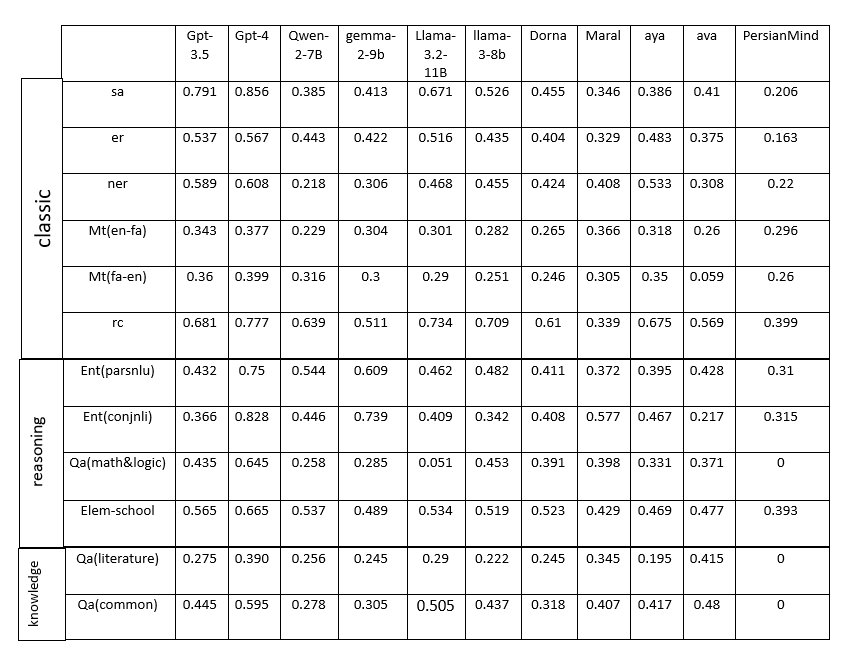 Gpt-3.5 Gpt-4 Qwen-2-7B gemma-2-9b Llama-3.2-11B llama-3-8b Dorna Maral aya ava PersianMind
classic
sa 0.791 0.856 0.385 0.413 0.671 0.526 0.455 0.346 0.386 0.41 0.206
er 0.537 0.567 0.443 0.422 0.516 0.435 0.404 0.329 0.483 0.375 0.163
ner 0.589 0.608 0.218 0.306 0.468 0.455 0.424 0.408 0.533 0.308 0.22
Mt(en-fa) 0.343 0.377 0.229 0.304 0.301 0.282 0.265 0.366 0.318 0.26 0.296
Mt(fa-en) 0.36 0.399 0.316 0.3 0.29 0.251 0.246 0.305 0.35 0.059 0.26
rc 0.681 0.777 0.639 0.511 0.734 0.709 0.61 0.339 0.675 0.569 0.399
reasoning
Ent(parsnlu) 0.432 0.75 0.544 0.609 0.462 0.482 0.411 0.372 0.395 0.428 0.31
Ent(conjnli) 0.366 0.828 0.446 0.739 0.409 0.342 0.408 0.577 0.467 0.217 0.315
Qa(math&logic) 0.435 0.645 0.258 0.285 0.051 0.453 0.391 0.398 0.331 0.371 0
Elem-school 0.565 0.665 0.537 0.489 0.534 0.519 0.523 0.429 0.469 0.477 0.393
knowledge
Qa(literature) 0.275 0.390 0.256 0.245 0.29 0.222 0.245 0.345 0.195 0.415 0
Qa(common) 0.445 0.595 0.278 0.305 0.505 0.437 0.318 0.407 0.417 0.48 0